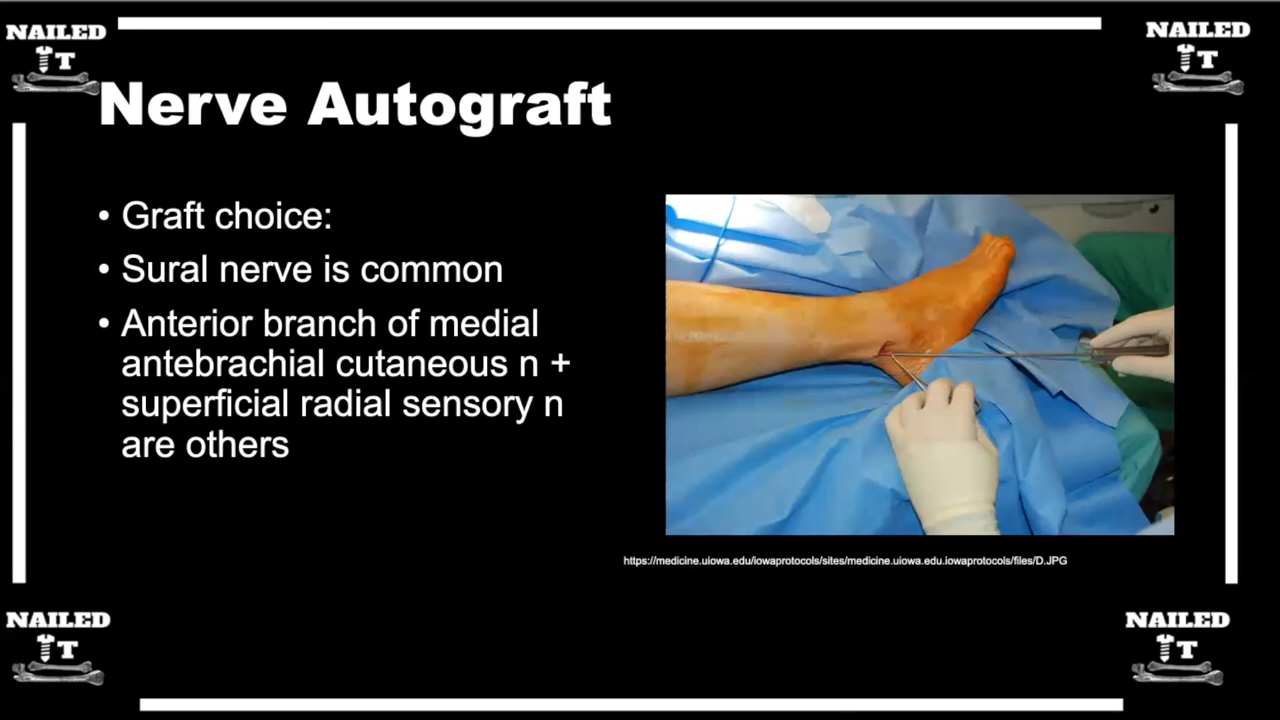 NAILED
IT
NAILED
IT
Nerve Autograft
• Graft choice:
• Sural nerve is common
• Anterior branch of medial
antebrachial cutaneous n +
superficial radial sensory n
are others
https://medicine.uiowa.edu/iowaprotocols/sites/medicine.uiowa.edu.iowaprotocols/files/D.JPG
NAILED
IT
NAILED
IT